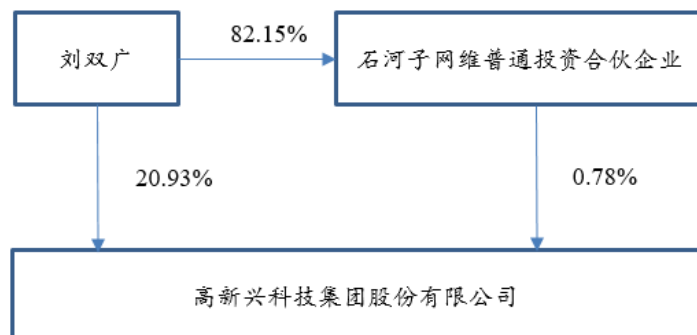 82.15%
刘双广
石河子网维普通投资合伙企业
20.93%
0.78%
高新兴科技集团股份有限公司